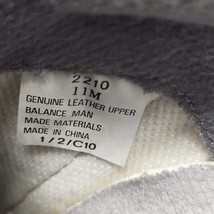 2210
11M
GENUINE LEATHER UPPER
BALANCE MAN
MADE MATERIALS
MADE IN CHINA
1/2/C10